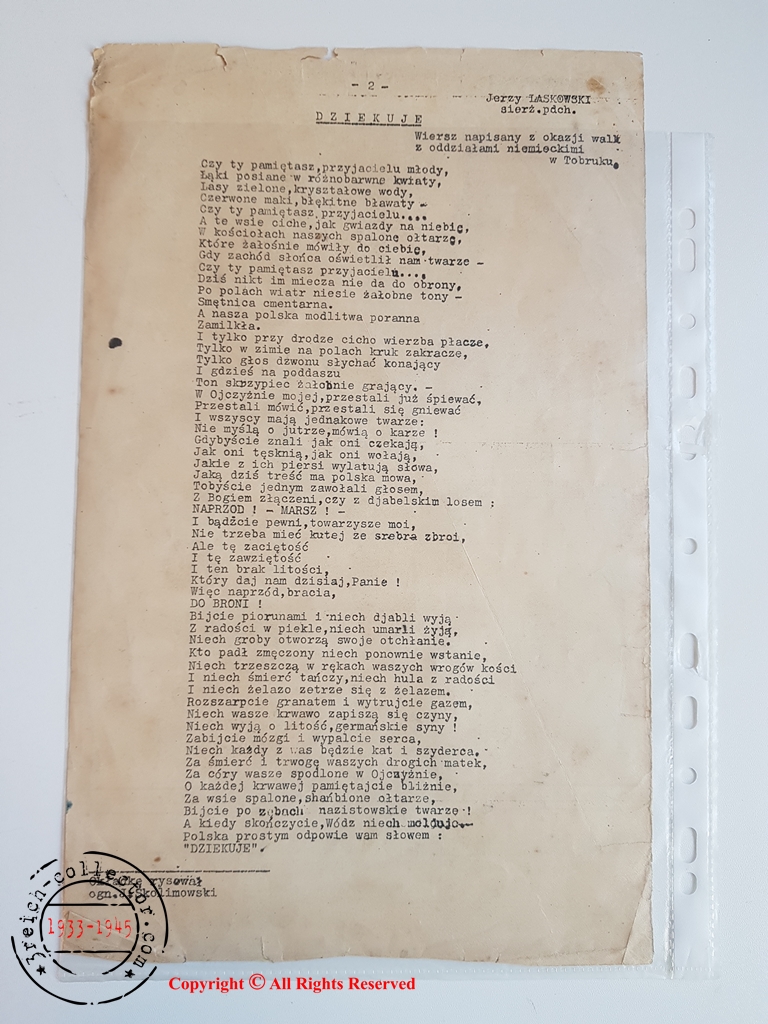 - 2 -
Jerzy ŁASKOWSKI
sierż.pdch.
D Z I E K U J E
Wiersz napisany z okazji walk
z oddziałami niemieckimi
w Tobruku.
Czy ty pamiętasz,przyjacielu młody,
Łąki posiane w różnobarwne kwiaty,
Lasy zielone,kryształowe wody,
Czerwone maki,błękitne bławaty -
Czy ty pamiętasz przyjacielu....
A te wsie ciche,jak gwiazdy na niebie,
W kościołach naszych spalone ołtarze,
Które żałośnie mówiły do ciebie,
Gdy zachód słońca oświetlił nam twarze -
Czy ty pamiętasz przyjacielu....
Dziś nikt im miecza nie da do obrony,
Po polach wiatr niesie żałobne tony -
Smętnica cmentarna.
A nasza polska modlitwa poranna
Zamilkła.
I tylko przy drodze cicho wierzba płacze,
Tylko w zimie na polach kruk zakracze,
Tylko głos dzwonu słychać konający
I gdzieś na poddaszu
Ton skrzypiec żałobnie grający. -
W Ojczyźnie mojej,przestali już śpiewać,
Przestali mówić,przestali się gniewać
I wszyscy mają jednakowe twarze:
Nie myślą o jutrze,mówią o karze !
Gdybyście znali jak oni czekają,
Jak oni tęsknią,jak oni wołają,
Jakie z ich piersi wylatują słowa,
Jaką dziś treść ma polska mowa,
Tobyście jednym zawołali głosem,
Z Bogiem złączeni,czy z djabelskim losem :
NAPRZOD ! - MARSZ ! -
I bądźcie pewni,towarzysze moi,
Nie trzeba mieć kutej ze srebra zbroi,
Ale tę zaciętość
I tę zawziętość
I ten brak litości,
Który daj nam dzisiaj,Panie !
Więc naprzód,bracia,
DO BRONI !
Bijcie piorunami i niech djabli wyją
Z radości w piekle,niech umarli żyją,
Niech groby otworzą swoje otchłanie.
Kto padł zmęczony niech ponownie wstanie,
Niech trzeszczą w rękach waszych wrogów kości
I niech śmierć tańczy,niech hula z radości
I niech żelazo zetrze się z żelazem.
Rozszarpcie granatem i wytrujcie gazem,
Niech wasze krwawo zapiszą się czyny,
Niech wyją o litość,germańskie syny !
Zabijcie mózgi i wypalcie serca,
Niech każdy z was będzie kat i szyderca.
Za śmierć i trwogę waszych drogich matek,
Za córy wasze spodlone w Ojczyźnie,
O każdej krwawej pamiętajcie bliźnie,
Za wsie spalone,shańbione ołtarze,
Bijcie po zębach nazistowskie twarze !
A kiedy skończycie,Wódz niech melduje-
Polska prostym odpowie wam słowem :
"DZIEKUJE".
Okładkę rysował
ogn.J.Skolimowski
3reich-collector.com
1933-1945
Copyright © All Rights Reserved